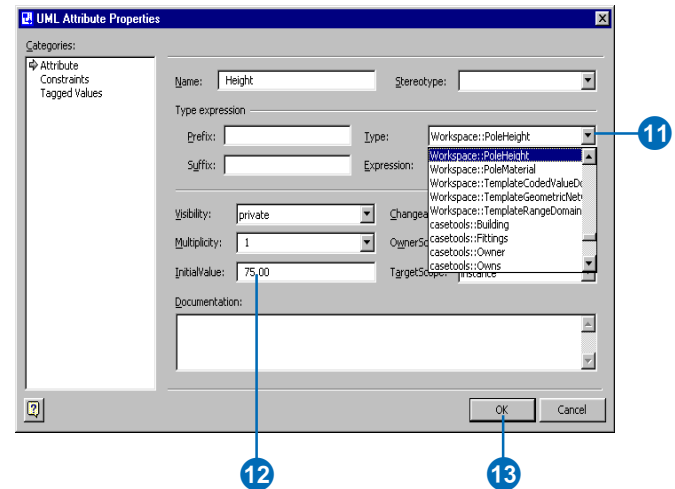 UML Attribute Properties
Categories:
Attribute
Constraints
Tagged Values
Name: Height Stereotype:
Type expression
Prefix: Type: Workspace::PoleHeight 11
Suffix: Expression:
Workspace::PoleHeight
Workspace::PoleMaterial
Workspace::TemplateCodedValueDo
Workspace::TemplateGeometricNet
Workspace::TemplateRangeDomain
casetools::Building
casetools::Fittings
casetools::Owner
casetools::Owns
Visibility: private Changea
Multiplicity: 1 OwnerSc
InitialValue: 75.00 TargetScope: instance
Documentation:
OK Cancel
12 13